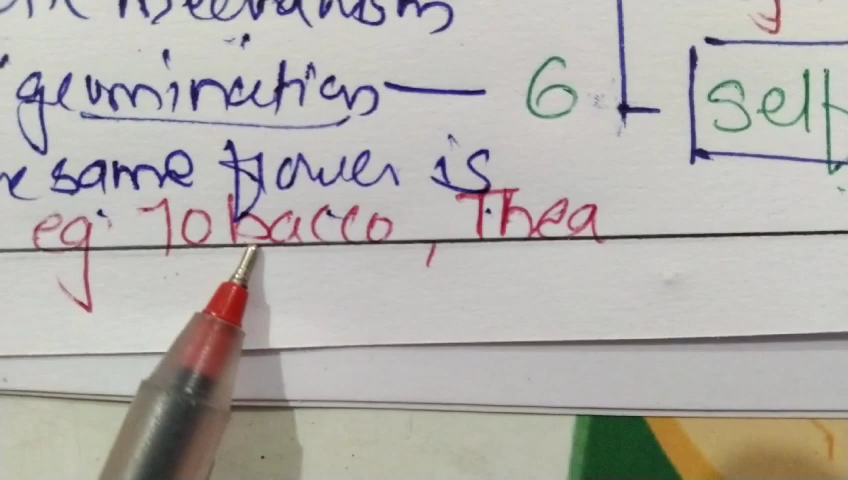 mechanism
germination — 6
self
same flower is
eg: Tobacco, Thea